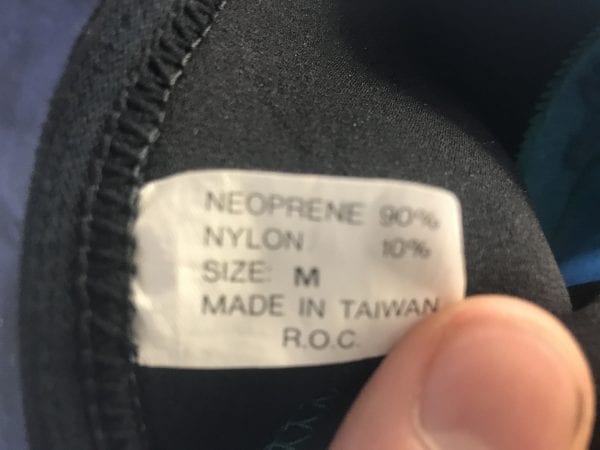 NEOPRENE 90%
NYLON 10%
SIZE: M
MADE IN TAIWAN
R.O.C.